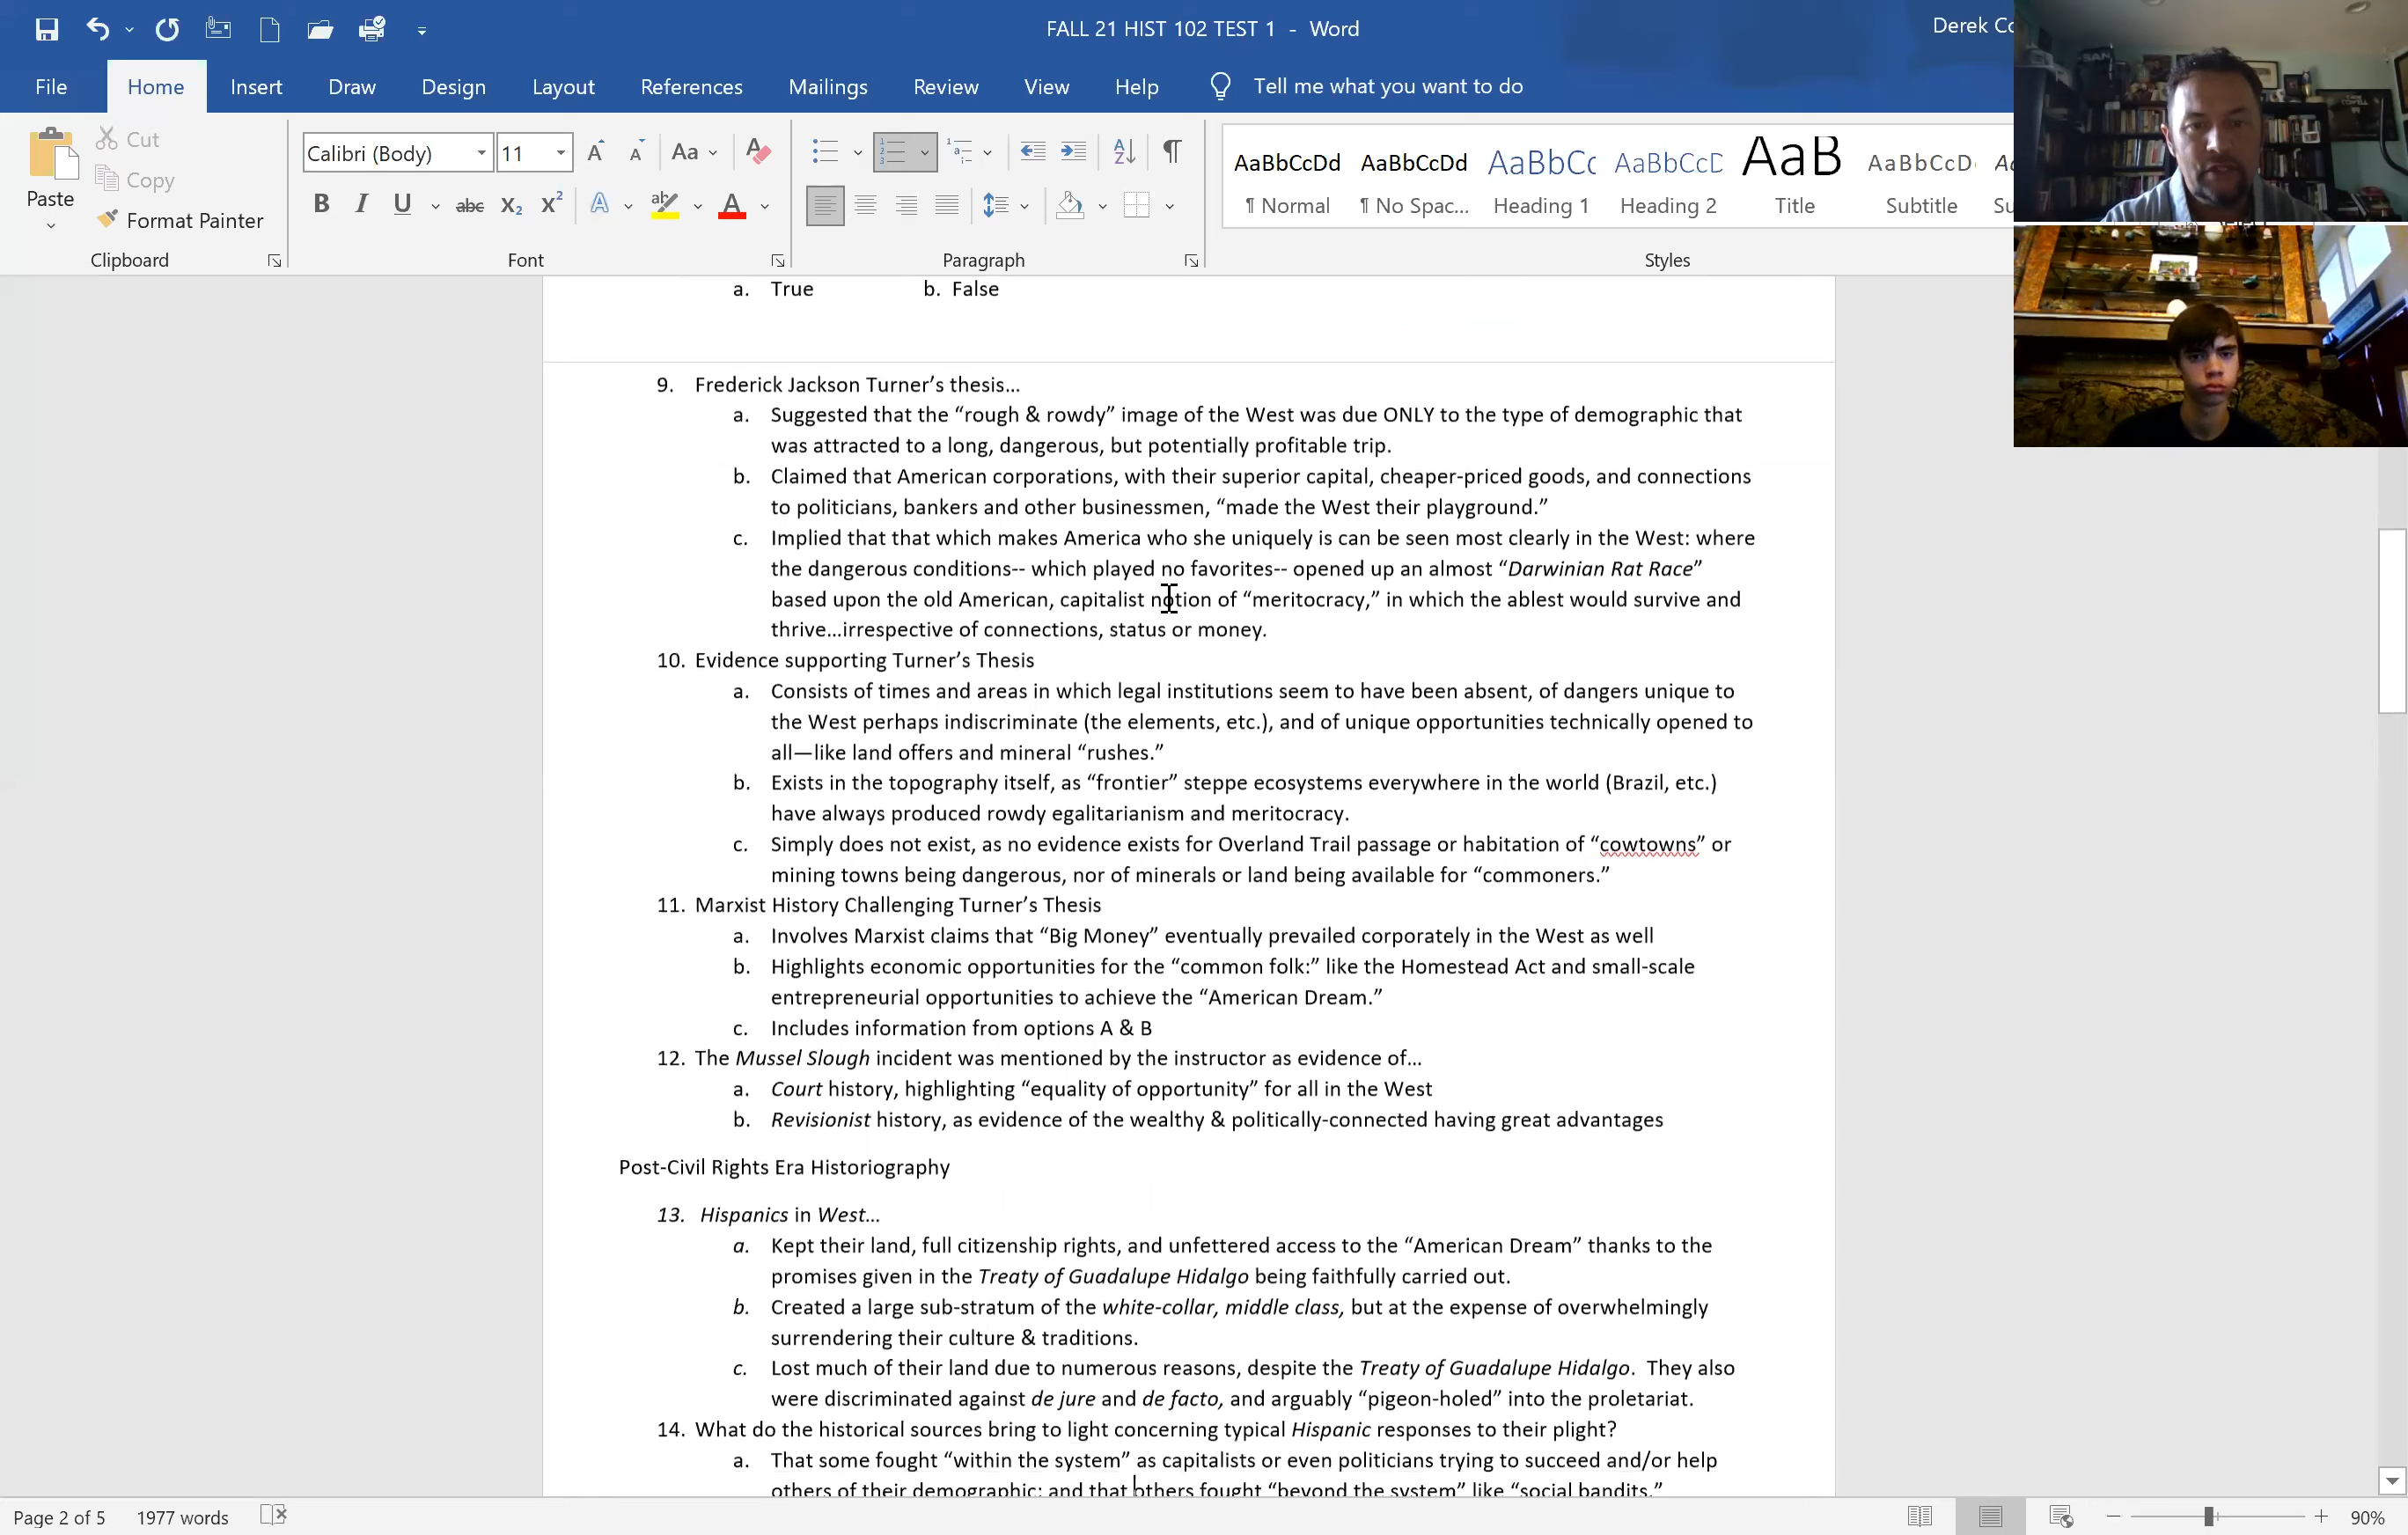 FALL 21 HIST 102 TEST 1 - Word
Derek Co
File Home Insert Draw Design Layout References Mailings Review View Help Tell me what you want to do
Paste
Cut
Copy
Format Painter
Clipboard
Calibri (Body) 11
Font
Paragraph
AaBbCcDd AaBbCcDd AaBbCc AaBbCcD AaB AaBbCcD
¶ Normal ¶ No Spac... Heading 1 Heading 2 Title Subtitle Su
Styles
a. True b. False
9. Frederick Jackson Turner’s thesis…
a. Suggested that the “rough & rowdy” image of the West was due ONLY to the type of demographic that
was attracted to a long, dangerous, but potentially profitable trip.
b. Claimed that American corporations, with their superior capital, cheaper-priced goods, and connections
to politicians, bankers and other businessmen, “made the West their playground.”
c. Implied that that which makes America who she uniquely is can be seen most clearly in the West: where
the dangerous conditions-- which played no favorites-- opened up an almost “Darwinian Rat Race”
based upon the old American, capitalist notion of “meritocracy,” in which the ablest would survive and
thrive…irrespective of connections, status or money.
10. Evidence supporting Turner’s Thesis
a. Consists of times and areas in which legal institutions seem to have been absent, of dangers unique to
the West perhaps indiscriminate (the elements, etc.), and of unique opportunities technically opened to
all—like land offers and mineral “rushes.”
b. Exists in the topography itself, as “frontier” steppe ecosystems everywhere in the world (Brazil, etc.)
have always produced rowdy egalitarianism and meritocracy.
c. Simply does not exist, as no evidence exists for Overland Trail passage or habitation of “cowtowns” or
mining towns being dangerous, nor of minerals or land being available for “commoners.”
11. Marxist History Challenging Turner’s Thesis
a. Involves Marxist claims that “Big Money” eventually prevailed corporately in the West as well
b. Highlights economic opportunities for the “common folk:” like the Homestead Act and small-scale
entrepreneurial opportunities to achieve the “American Dream.”
c. Includes information from options A & B
12. The Mussel Slough incident was mentioned by the instructor as evidence of…
a. Court history, highlighting “equality of opportunity” for all in the West
b. Revisionist history, as evidence of the wealthy & politically-connected having great advantages
Post-Civil Rights Era Historiography
13. Hispanics in West…
a. Kept their land, full citizenship rights, and unfettered access to the “American Dream” thanks to the
promises given in the Treaty of Guadalupe Hidalgo being faithfully carried out.
b. Created a large sub-stratum of the white-collar, middle class, but at the expense of overwhelmingly
surrendering their culture & traditions.
c. Lost much of their land due to numerous reasons, despite the Treaty of Guadalupe Hidalgo. They also
were discriminated against de jure and de facto, and arguably “pigeon-holed” into the proletariat.
14. What do the historical sources bring to light concerning typical Hispanic responses to their plight?
a. That some fought “within the system” as capitalists or even politicians trying to succeed and/or help
others of their demographic; and that others fought “beyond the system” like “social bandits.”
Page 2 of 5 1977 words 90%